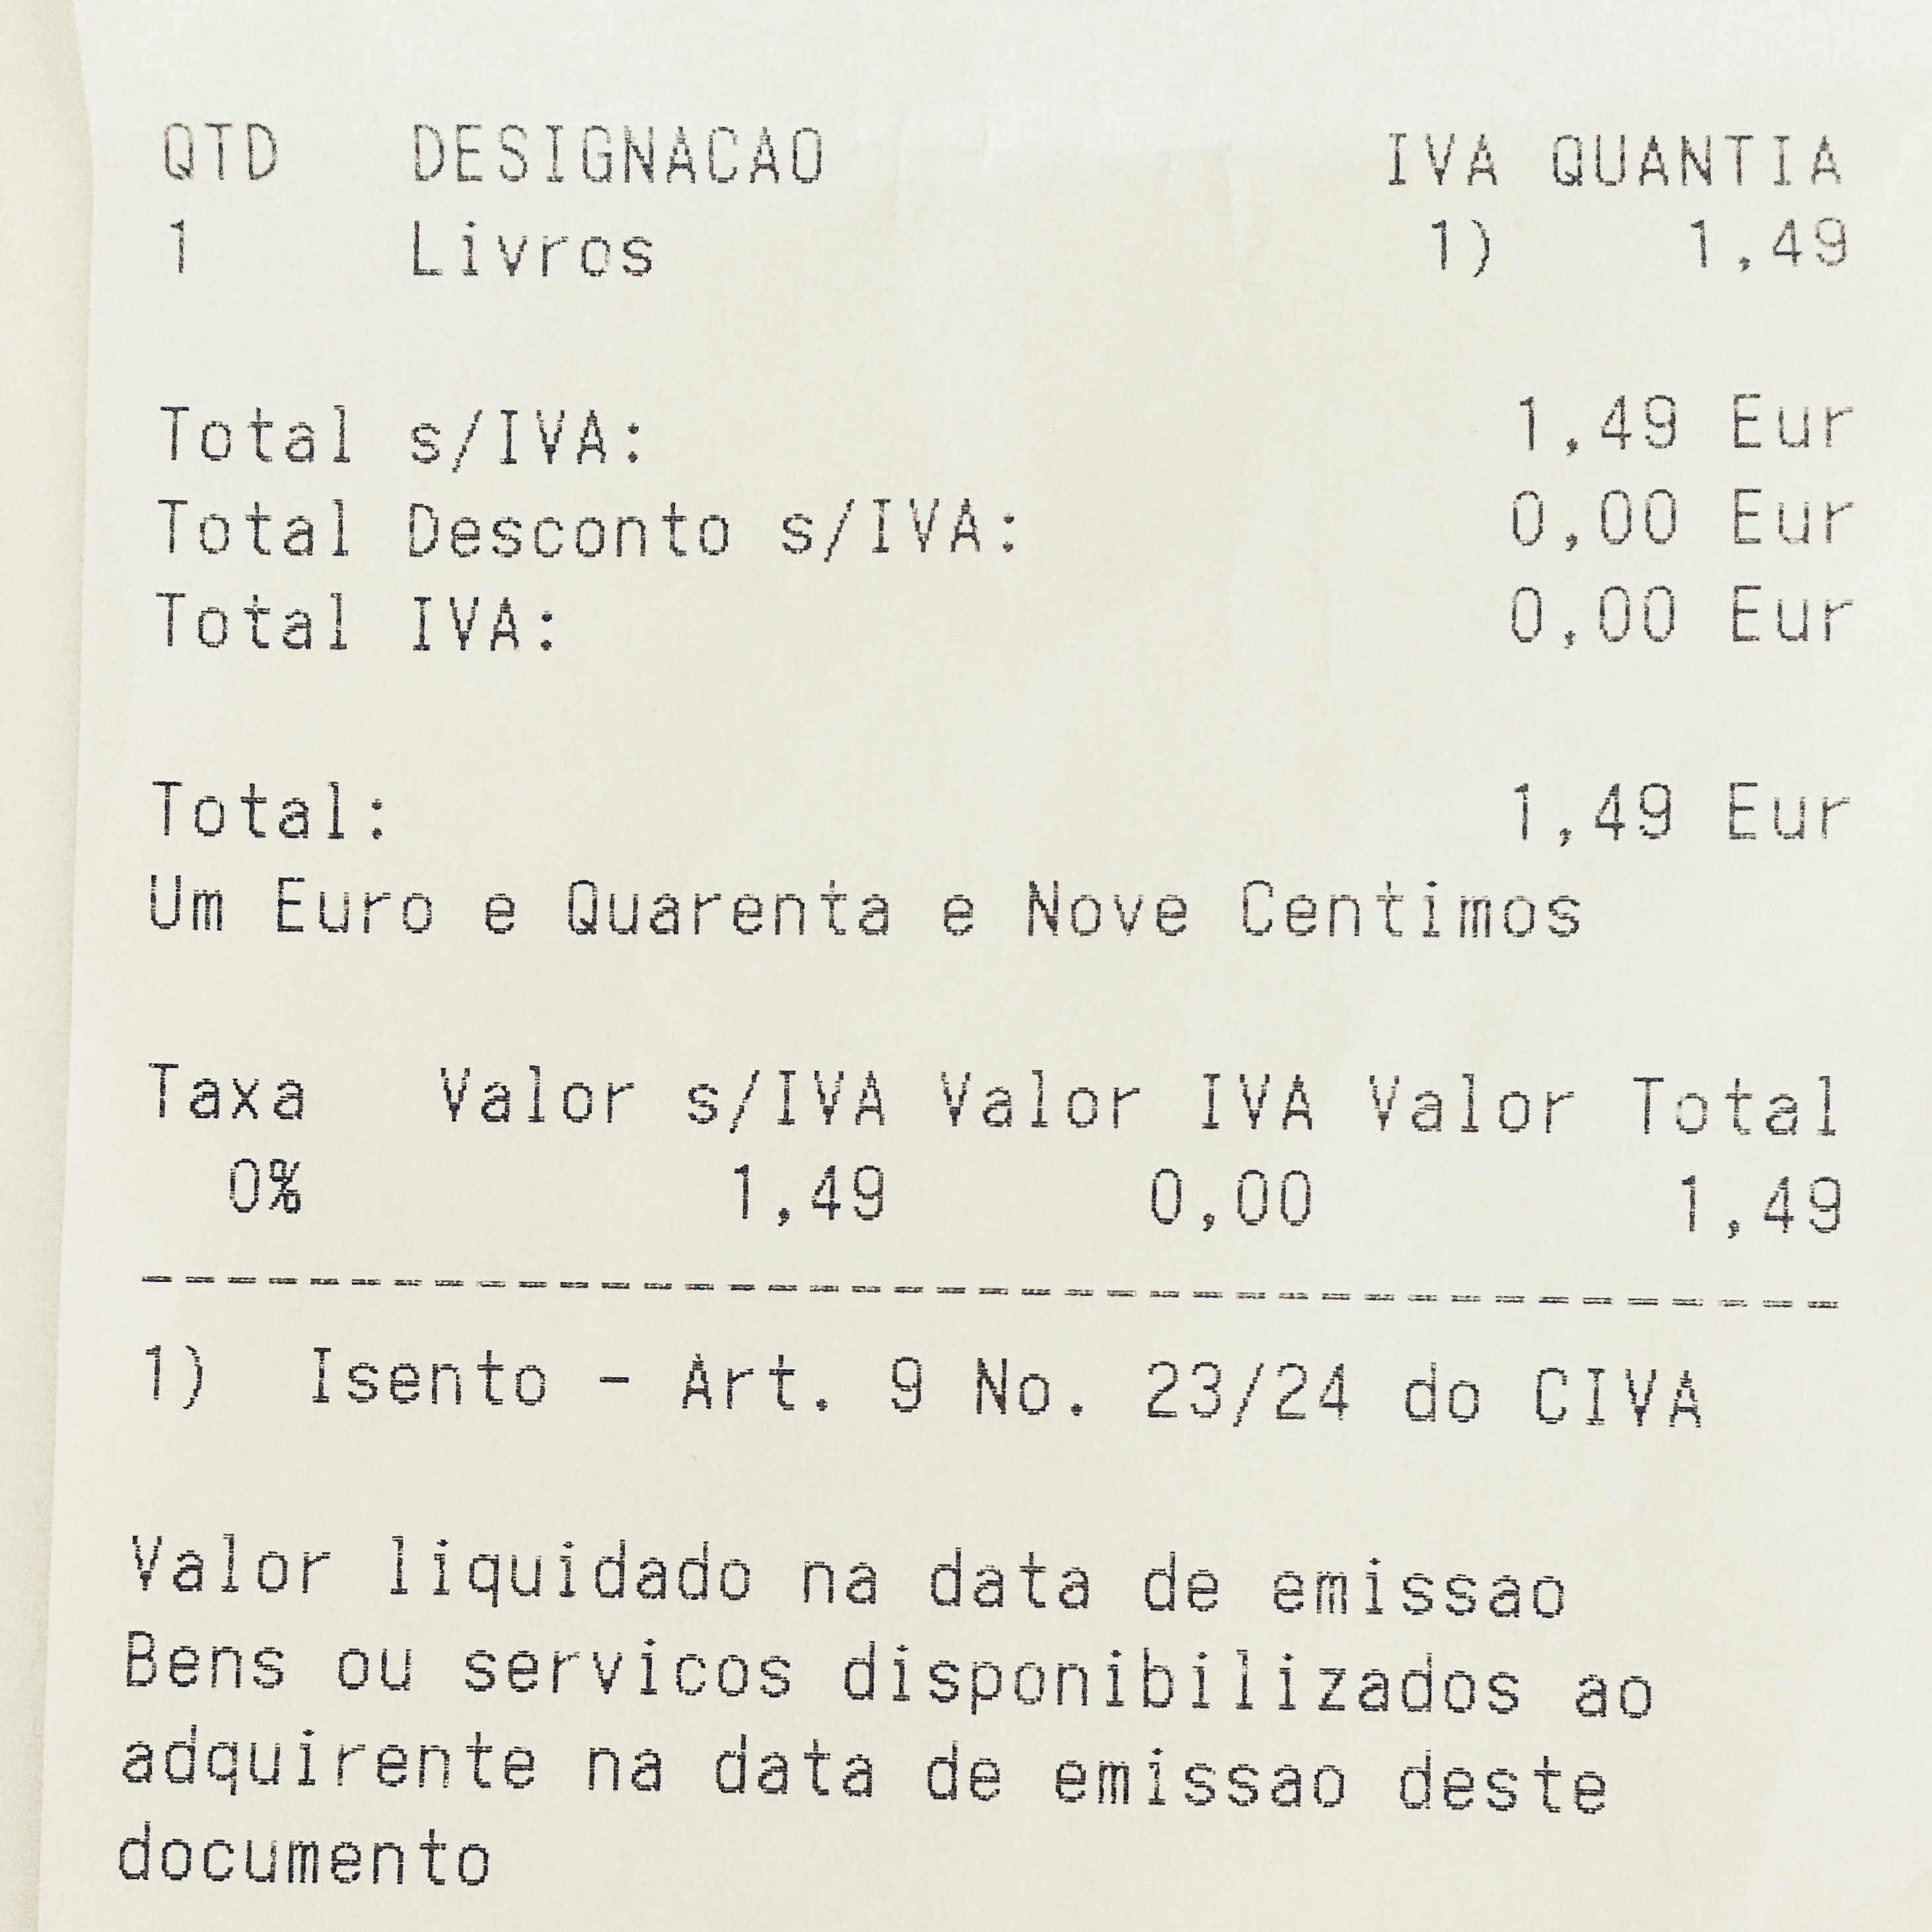 QTD DESIGNACAO IVA QUANTIA
1 Livros 1) 1,49
Total s/IVA: 1,49 Eur
Total Desconto s/IVA: 0,00 Eur
Total IVA: 0,00 Eur
Total: 1,49 Eur
Um Euro e Quarenta e Nove Centimos
Taxa Valor s/IVA Valor IVA Valor Total
0% 1,49 0,00 1,49
----------------------------------------
1) Isento - Art. 9 No. 23/24 do CIVA
Valor liquidado na data de emissao
Bens ou servicos disponibilizados ao
adquirente na data de emissao deste
documento